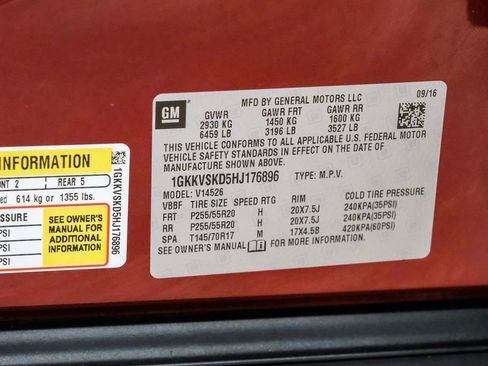 GM
MFD BY GENERAL MOTORS LLC
09/16
GVWR GAWR FRT GAWR RR
2930 KG 1450 KG 1600 KG
6459 LB 3196 LB 3527 LB
THIS VEHICLE CONFORMS TO ALL APPLICABLE U.S. FEDERAL MOTOR
VEHICLE SAFETY STANDARDS IN EFFECT ON THE DATE OF
MANUFACTURE SHOWN ABOVE.
1GKKVSKD5HJ176896 TYPE: M.P.V.
MODEL: V14526
VBBF TIRE SIZE SPEED RTG RIM COLD TIRE PRESSURE
FRT P255/55R20 H 20X7.5J 240KPA(35PSI)
RR P255/55R20 H 20X7.5J 240KPA(35PSI)
SPA T145/70R17 M 17X4.5B 420KPA(60PSI)
SEE OWNER'S MANUAL FOR MORE INFORMATION.
INFORMATION
NT 2 REAR 5
614 kg or 1355 lbs.
SSURE
PSI)
PSI)
PSI)
SEE OWNER'S
MANUAL FOR
ADDITIONAL
INFORMATION
1GKKVSKD5HJ176896